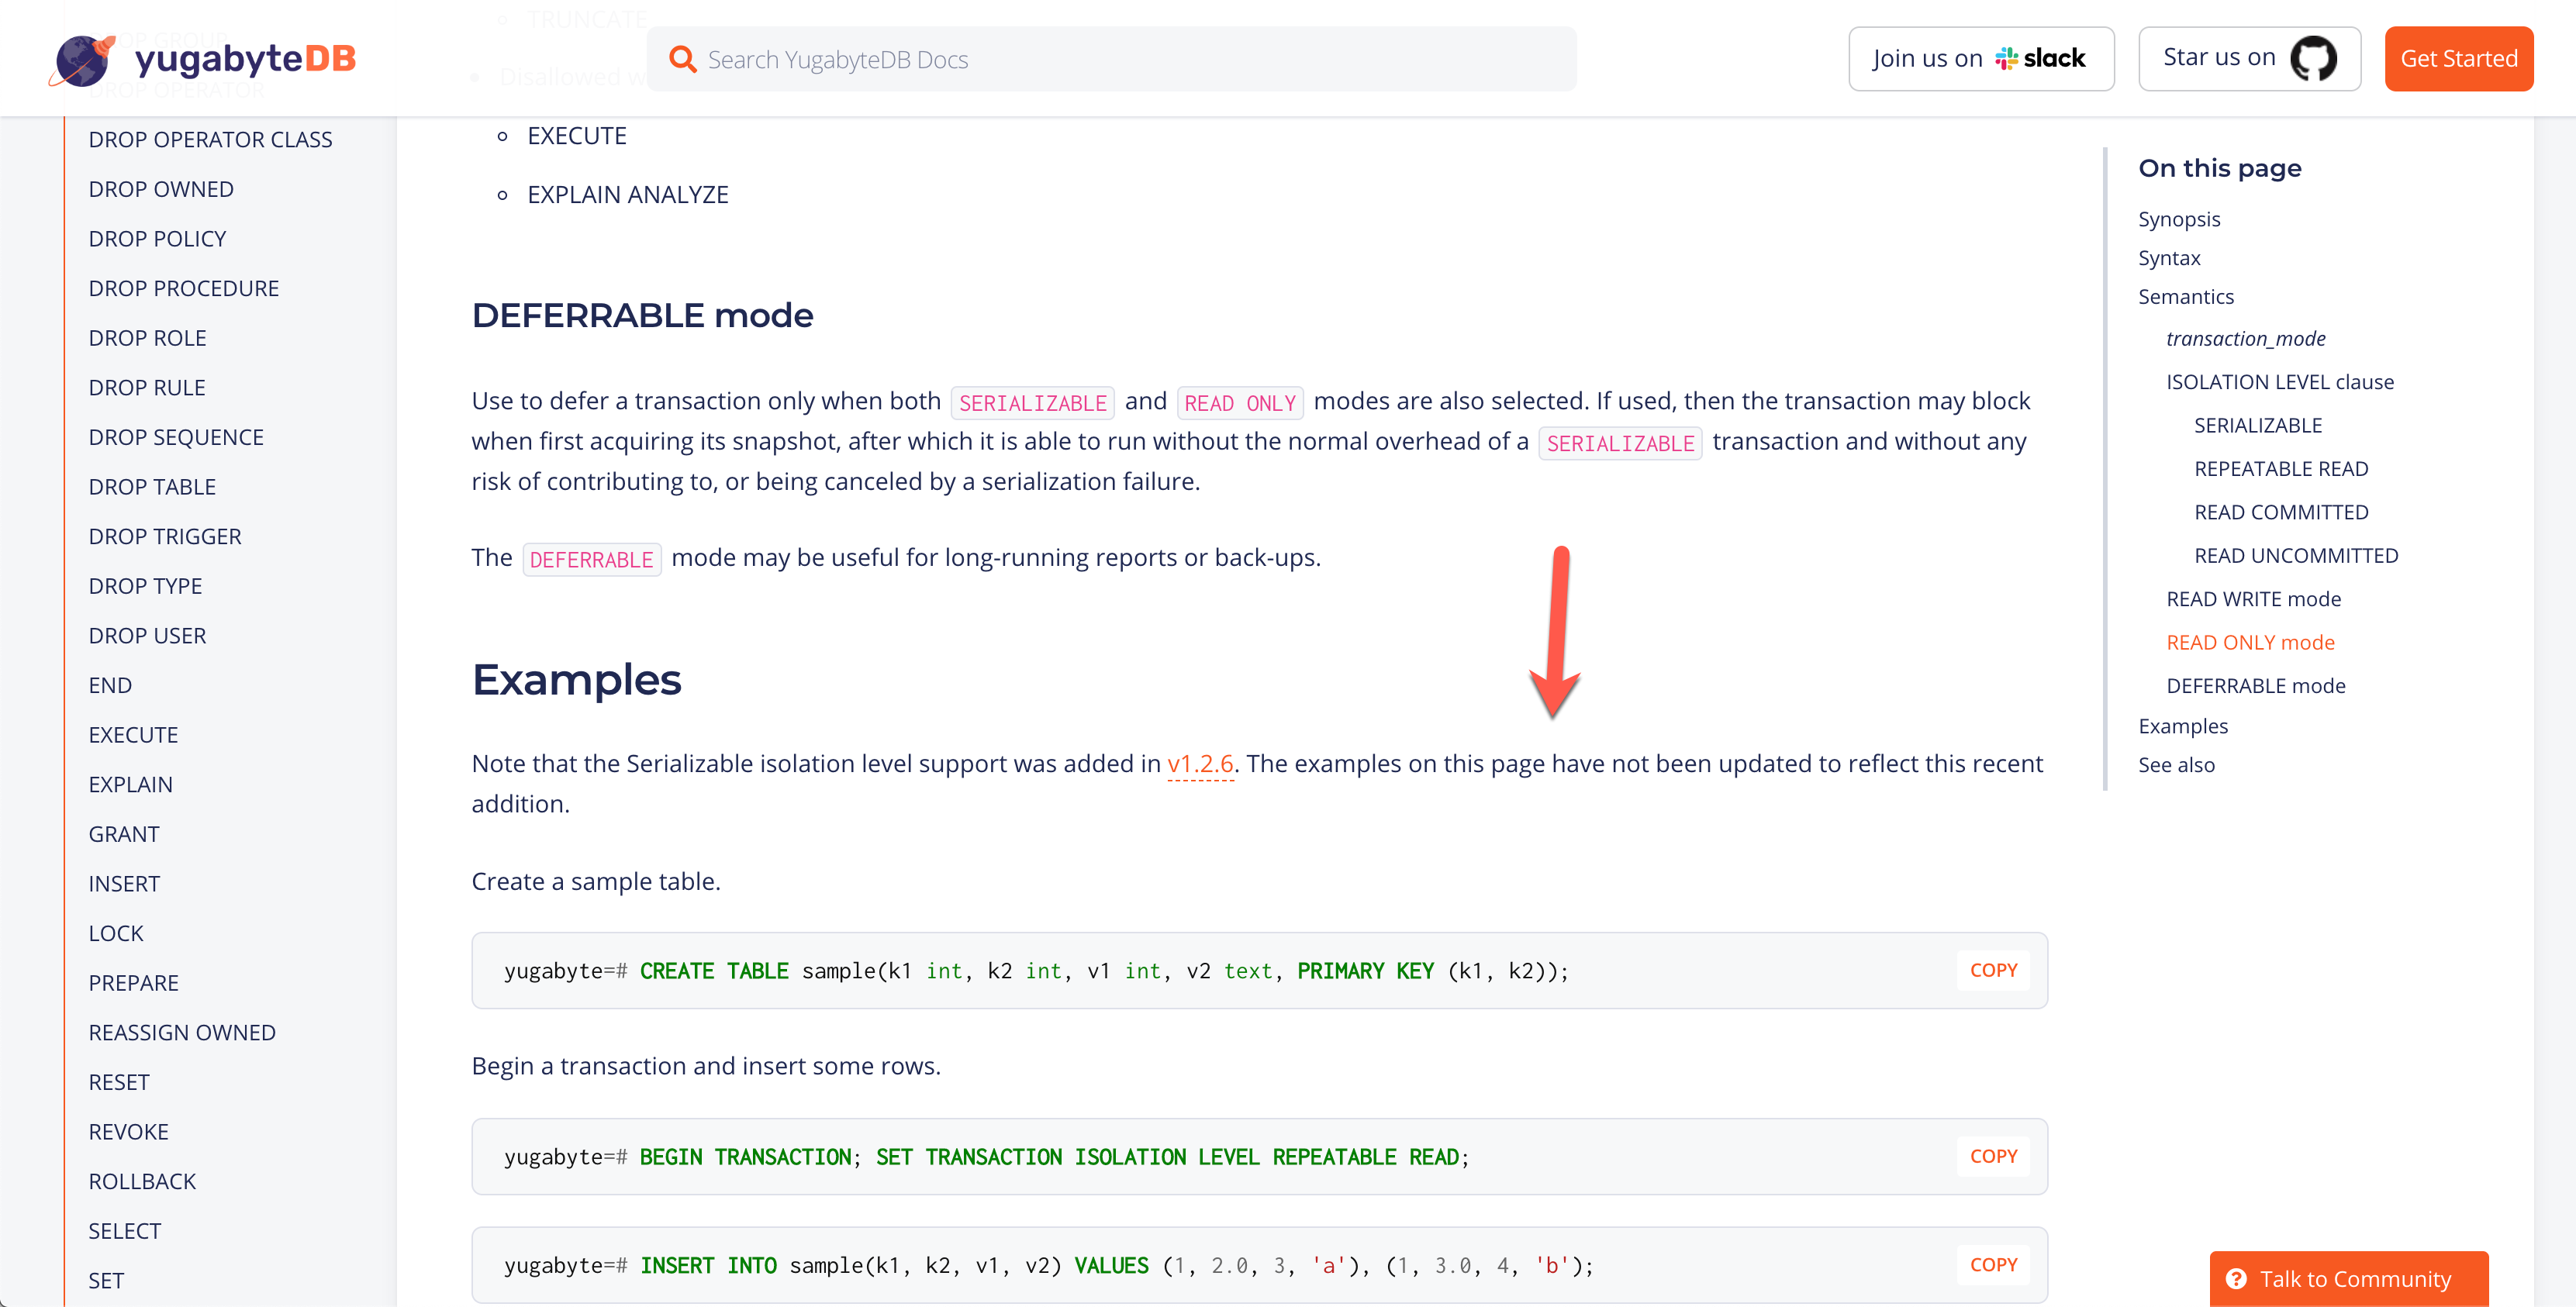 TRUNCATE
DROP GROUP
yugabyteDB
Search YugabyteDB Docs
Join us on slack
Star us on
Get Started
Disallowed w
DROP OPERATOR
DROP OPERATOR CLASS
DROP OWNED
DROP POLICY
DROP PROCEDURE
DROP ROLE
DROP RULE
DROP SEQUENCE
DROP TABLE
DROP TRIGGER
DROP TYPE
DROP USER
END
EXECUTE
EXPLAIN
GRANT
INSERT
LOCK
PREPARE
REASSIGN OWNED
RESET
REVOKE
ROLLBACK
SELECT
SET
EXECUTE
EXPLAIN ANALYZE
DEFERRABLE mode
Use to defer a transaction only when both SERIALIZABLE and READ ONLY modes are also selected. If used, then the transaction may block
when first acquiring its snapshot, after which it is able to run without the normal overhead of a SERIALIZABLE transaction and without any
risk of contributing to, or being canceled by a serialization failure.
The DEFERRABLE mode may be useful for long-running reports or back-ups.
Examples
Note that the Serializable isolation level support was added in v1.2.6. The examples on this page have not been updated to reflect this recent
addition.
Create a sample table.
yugabyte=# CREATE TABLE sample(k1 int, k2 int, v1 int, v2 text, PRIMARY KEY (k1, k2));
COPY
Begin a transaction and insert some rows.
yugabyte=# BEGIN TRANSACTION; SET TRANSACTION ISOLATION LEVEL REPEATABLE READ;
COPY
yugabyte=# INSERT INTO sample(k1, k2, v1, v2) VALUES (1, 2.0, 3, 'a'), (1, 3.0, 4, 'b');
COPY
On this page
Synopsis
Syntax
Semantics
transaction_mode
ISOLATION LEVEL clause
SERIALIZABLE
REPEATABLE READ
READ COMMITTED
READ UNCOMMITTED
READ WRITE mode
READ ONLY mode
DEFERRABLE mode
Examples
See also
Talk to Community